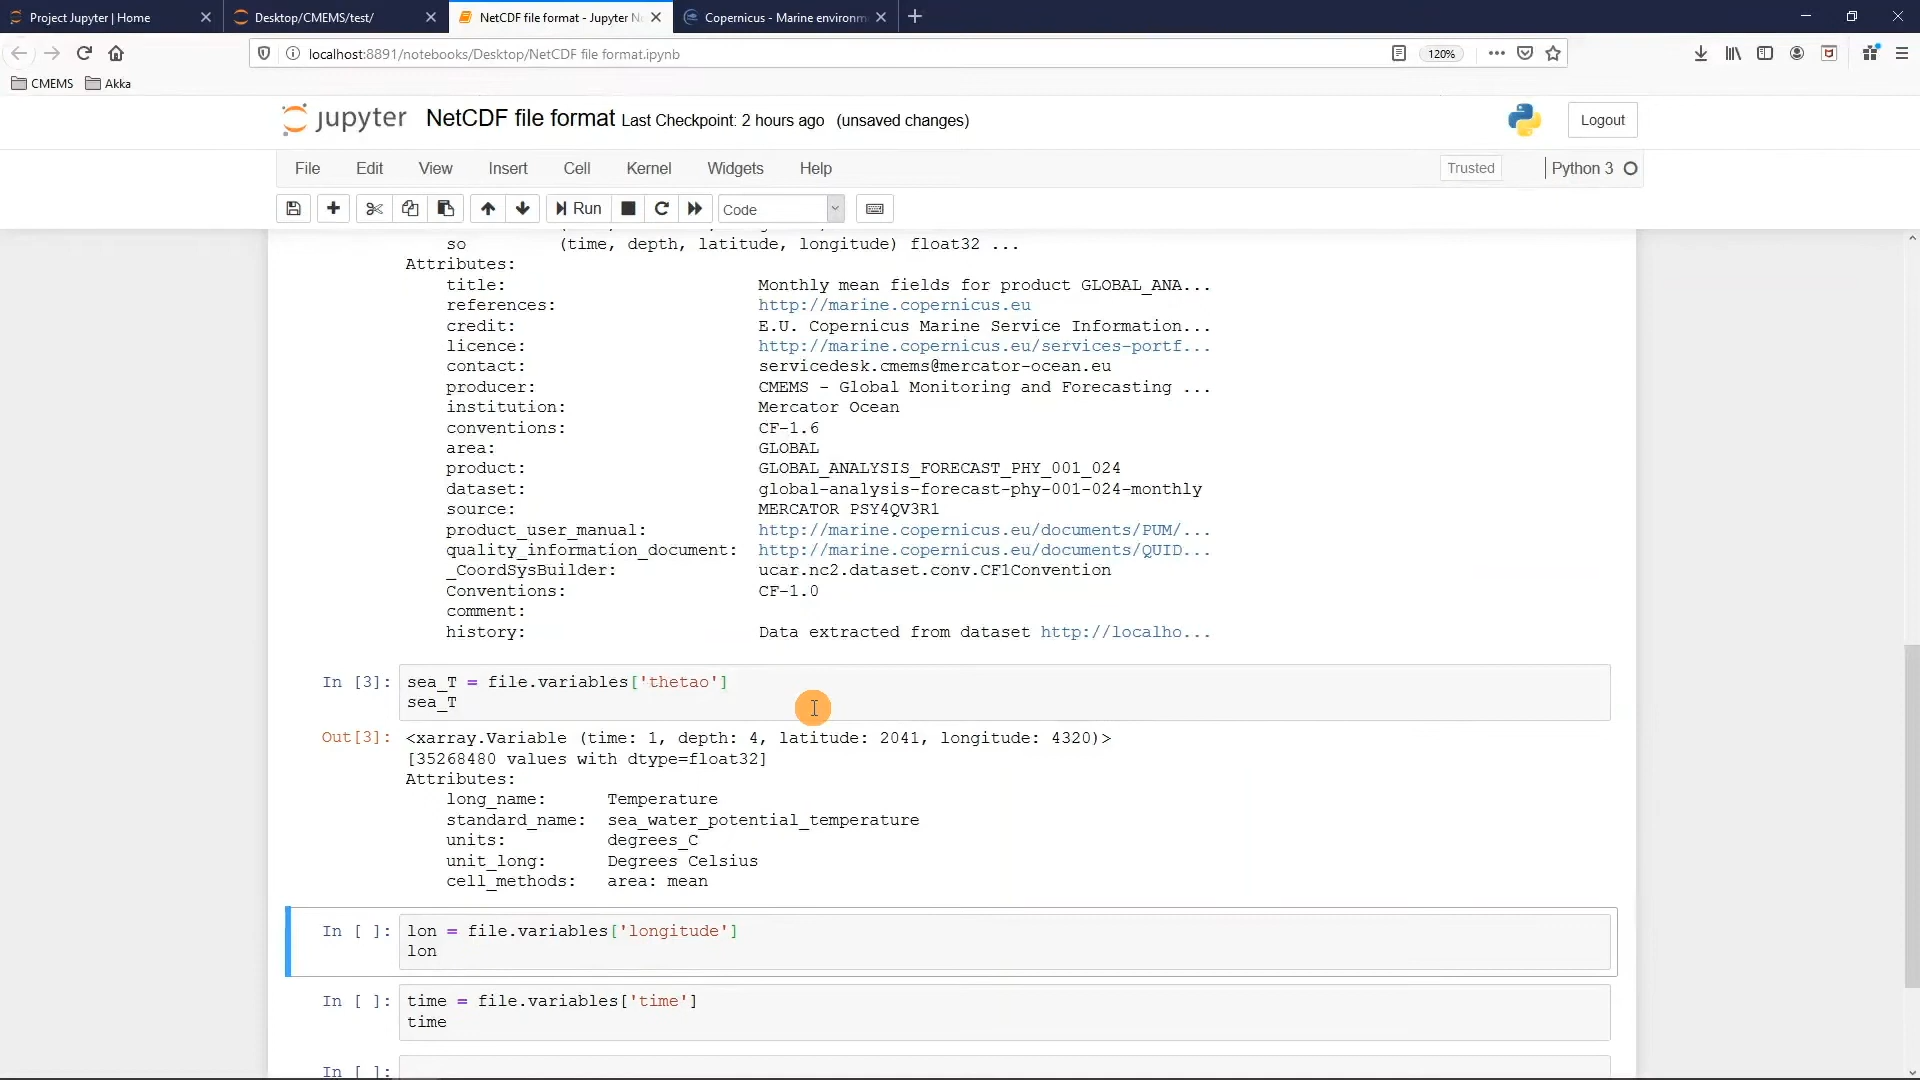 Project Jupyter | Home
Desktop/CMEMS/test/
NetCDF file format - Jupyter N
Copernicus - Marine environm
localhost:8891/notebooks/Desktop/NetCDF file format.ipynb
120%
CMEMS
Akka
jupyter
NetCDF file format Last Checkpoint: 2 hours ago (unsaved changes)
Logout
File Edit View Insert Cell Kernel Widgets Help
Trusted
Python 3
Run
Code
so (time, depth, latitude, longitude) float32 ...
Attributes:
title: Monthly mean fields for product GLOBAL_ANA...
references: http://marine.copernicus.eu
credit: E.U. Copernicus Marine Service Information...
licence: http://marine.copernicus.eu/services-portf...
contact: servicedesk.cmems@mercator-ocean.eu
producer: CMEMS - Global Monitoring and Forecasting ...
institution: Mercator Ocean
conventions: CF-1.6
area: GLOBAL
product: GLOBAL_ANALYSIS_FORECAST_PHY_001_024
dataset: global-analysis-forecast-phy-001-024-monthly
source: MERCATOR PSY4QV3R1
product_user_manual: http://marine.copernicus.eu/documents/PUM/...
quality_information_document: http://marine.copernicus.eu/documents/QUID...
_CoordSysBuilder: ucar.nc2.dataset.conv.CF1Convention
Conventions: CF-1.0
comment:
history: Data extracted from dataset http://localho...
In [3]: sea_T = file.variables['thetao']
sea_T
Out[3]: <xarray.Variable (time: 1, depth: 4, latitude: 2041, longitude: 4320)>
[35268480 values with dtype=float32]
Attributes:
long_name: Temperature
standard_name: sea_water_potential_temperature
units: degrees_C
unit_long: Degrees Celsius
cell_methods: area: mean
In [ ]: lon = file.variables['longitude']
lon
In [ ]: time = file.variables['time']
time
In [ ]: